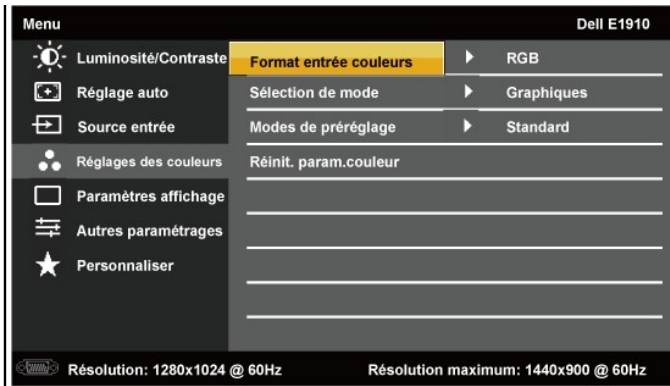 Menu Dell E1910
Luminosité/Contraste Format entrée couleurs RGB
Réglage auto Sélection de mode Graphiques
Source entrée Modes de préréglage Standard
Réglages des couleurs Réinit. param.couleur
Paramètres affichage
Autres paramétrages
Personnaliser
Résolution: 1280x1024 @ 60Hz Résolution maximum: 1440x900 @ 60Hz